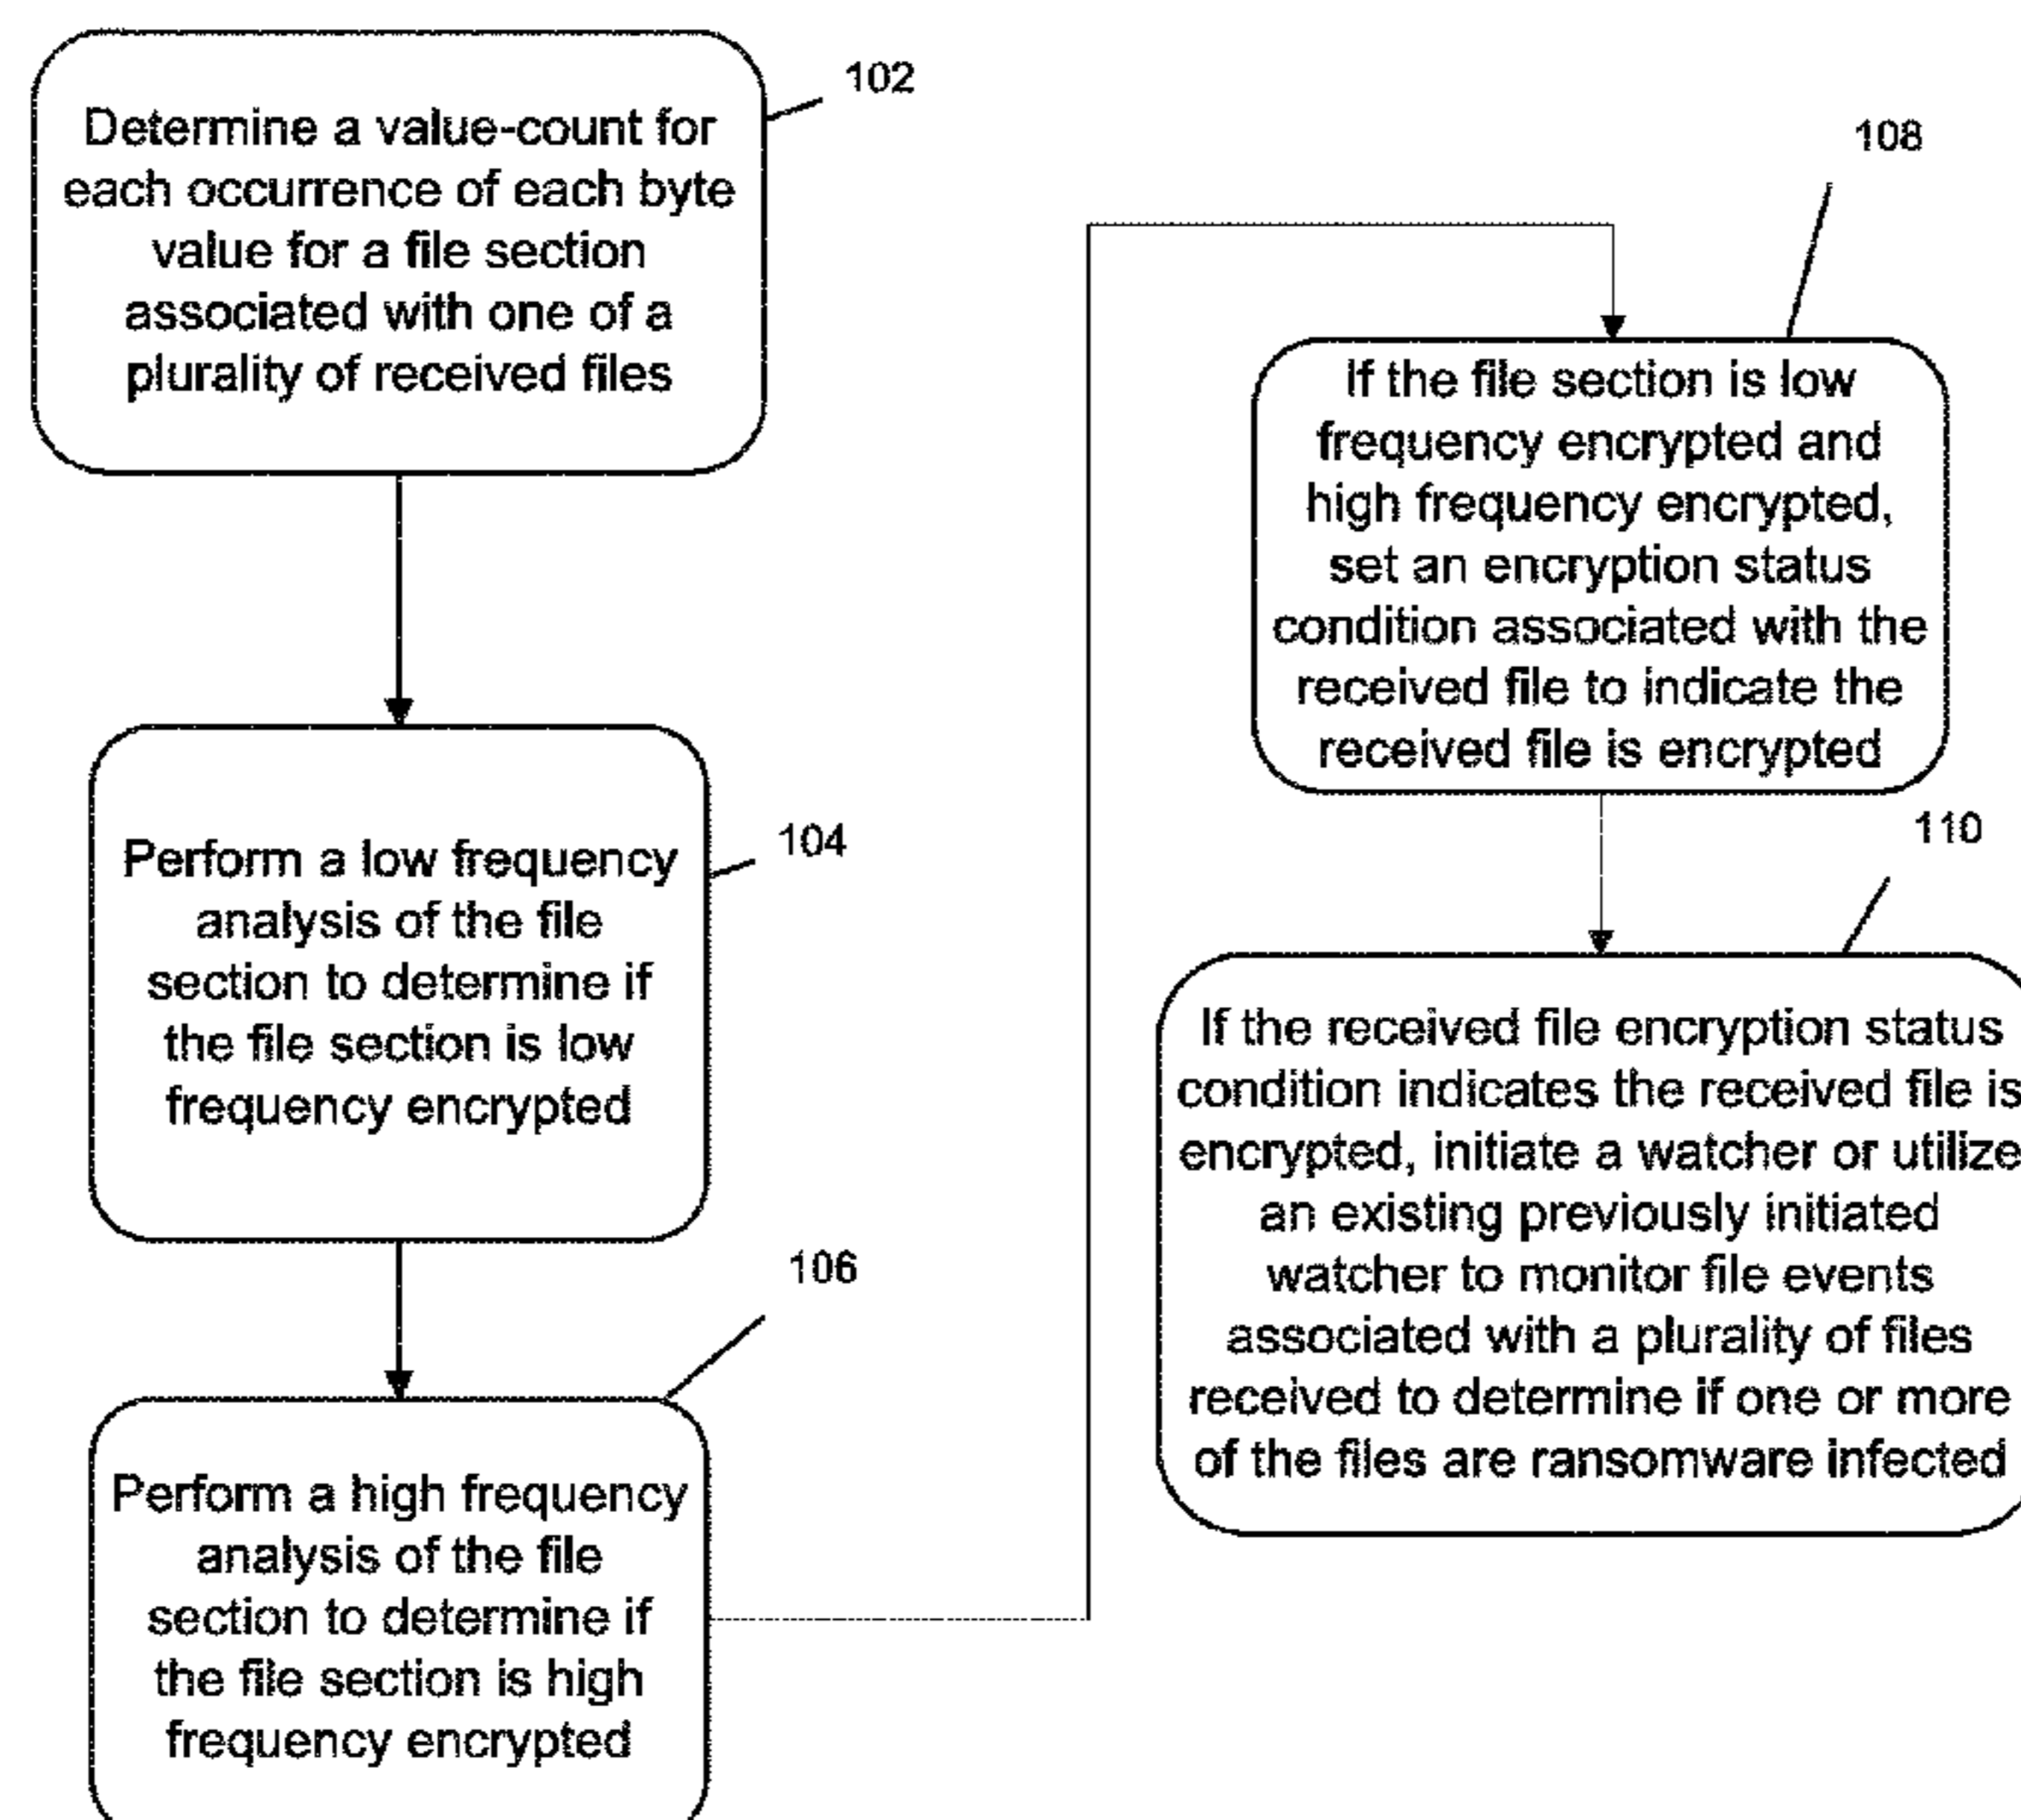 102
Determine a value-count for
each occurrence of each byte
value for a file section
associated with one of a
plurality of received files
104
Perform a low frequency
analysis of the file
section to determine if
the file section is low
frequency encrypted
106
Perform a high frequency
analysis of the file
section to determine if
the file section is high
frequency encrypted
108
If the file section is low
frequency encrypted and
high frequency encrypted,
set an encryption status
condition associated with the
received file to indicate the
received file is encrypted
110
If the received file encryption status
condition indicates the received file is
encrypted, initiate a watcher or utilize
an existing previously initiated
watcher to monitor file events
associated with a plurality of files
received to determine if one or more
of the files are ransomware infected